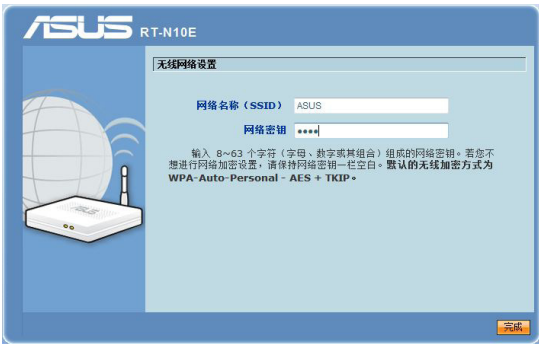 ASUS RT-N10E
无线网络设置
网络名称（SSID） ASUS
网络密钥 ••••
输入 8~63 个字符（字母、数字或其组合）组成的网络密钥。若您不
想进行网络加密设置，请保持网络密钥一栏空白。默认的无线加密方式为
WPA-Auto-Personal - AES + TKIP。
ASUS
完成